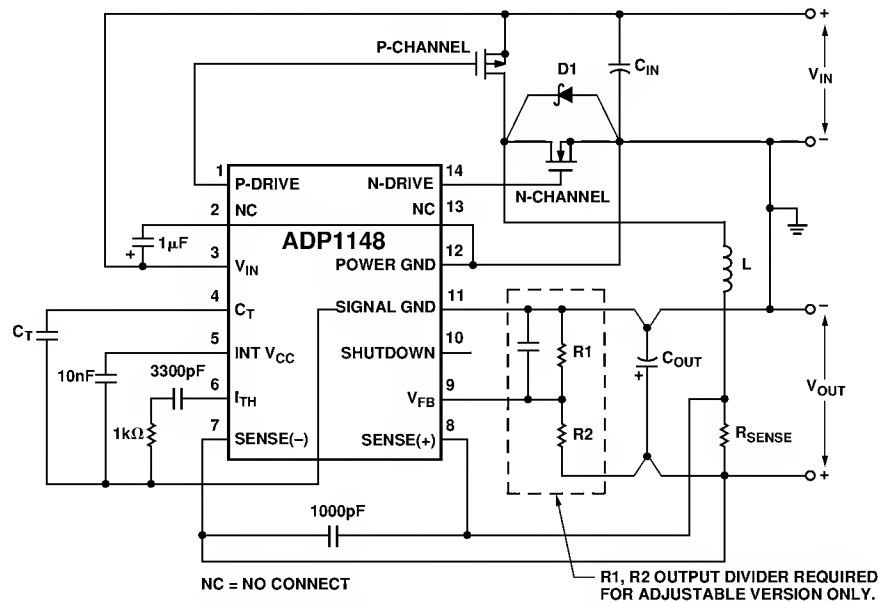 +
P-CHANNEL
D1
C_IN
V_IN
−
1 P-DRIVE N-DRIVE 14
N-CHANNEL
2 NC NC 13
ADP1148
1µF
+
3 V_IN POWER GND 12
L
4 C_T SIGNAL GND 11
−
C_T
5 INT V_CC SHUTDOWN 10
R1
C_OUT
+
10nF
3300pF
V_OUT
6 I_TH V_FB 9
1kΩ
R2
R_SENSE
7 SENSE(–) SENSE(+) 8
+
1000pF
NC = NO CONNECT
R1, R2 OUTPUT DIVIDER REQUIRED
FOR ADJUSTABLE VERSION ONLY.